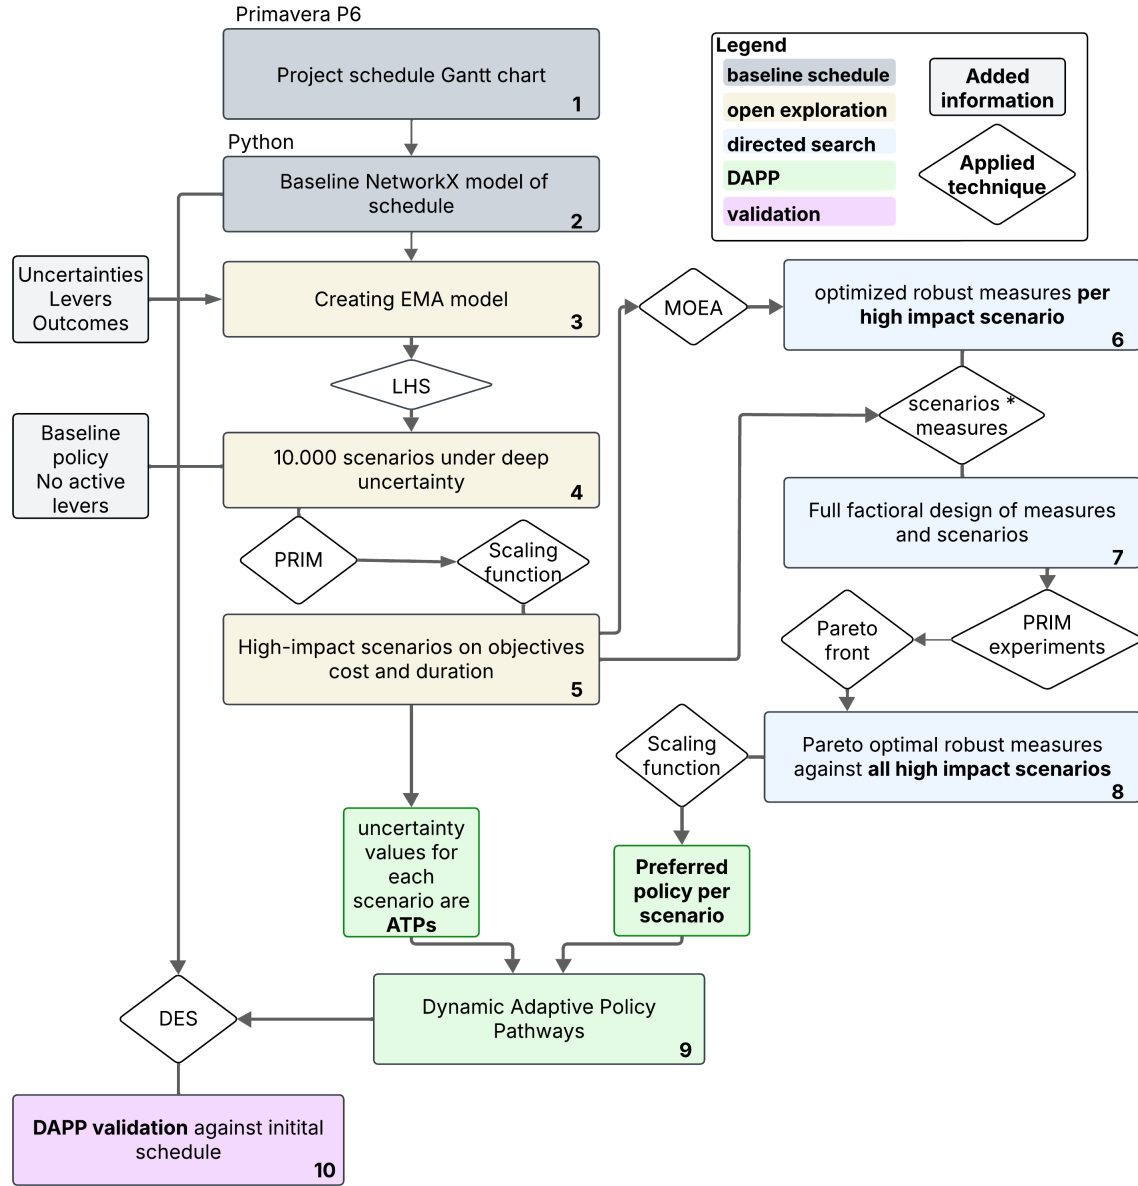 Primavera P6
Project schedule Gantt chart
1
Python
Baseline NetworkX model of
schedule
2
Legend
baseline schedule
open exploration
directed search
DAPP
validation
Added
information
Applied
technique
Uncertainties
Levers
Outcomes
Creating EMA model
3
LHS
MOEA
optimized robust measures per
high impact scenario
6
Baseline
policy
No active
levers
10.000 scenarios under deep
uncertainty
4
scenarios *
measures
PRIM
Scaling
function
Full factioral design of measures
and scenarios
7
High-impact scenarios on objectives
cost and duration
5
Pareto
front
PRIM
experiments
Scaling
function
Pareto optimal robust measures
against all high impact scenarios
8
uncertainty
values for
each
scenario are
ATPs
Preferred
policy per
scenario
DES
Dynamic Adaptive Policy
Pathways
9
DAPP validation against initital
schedule
10